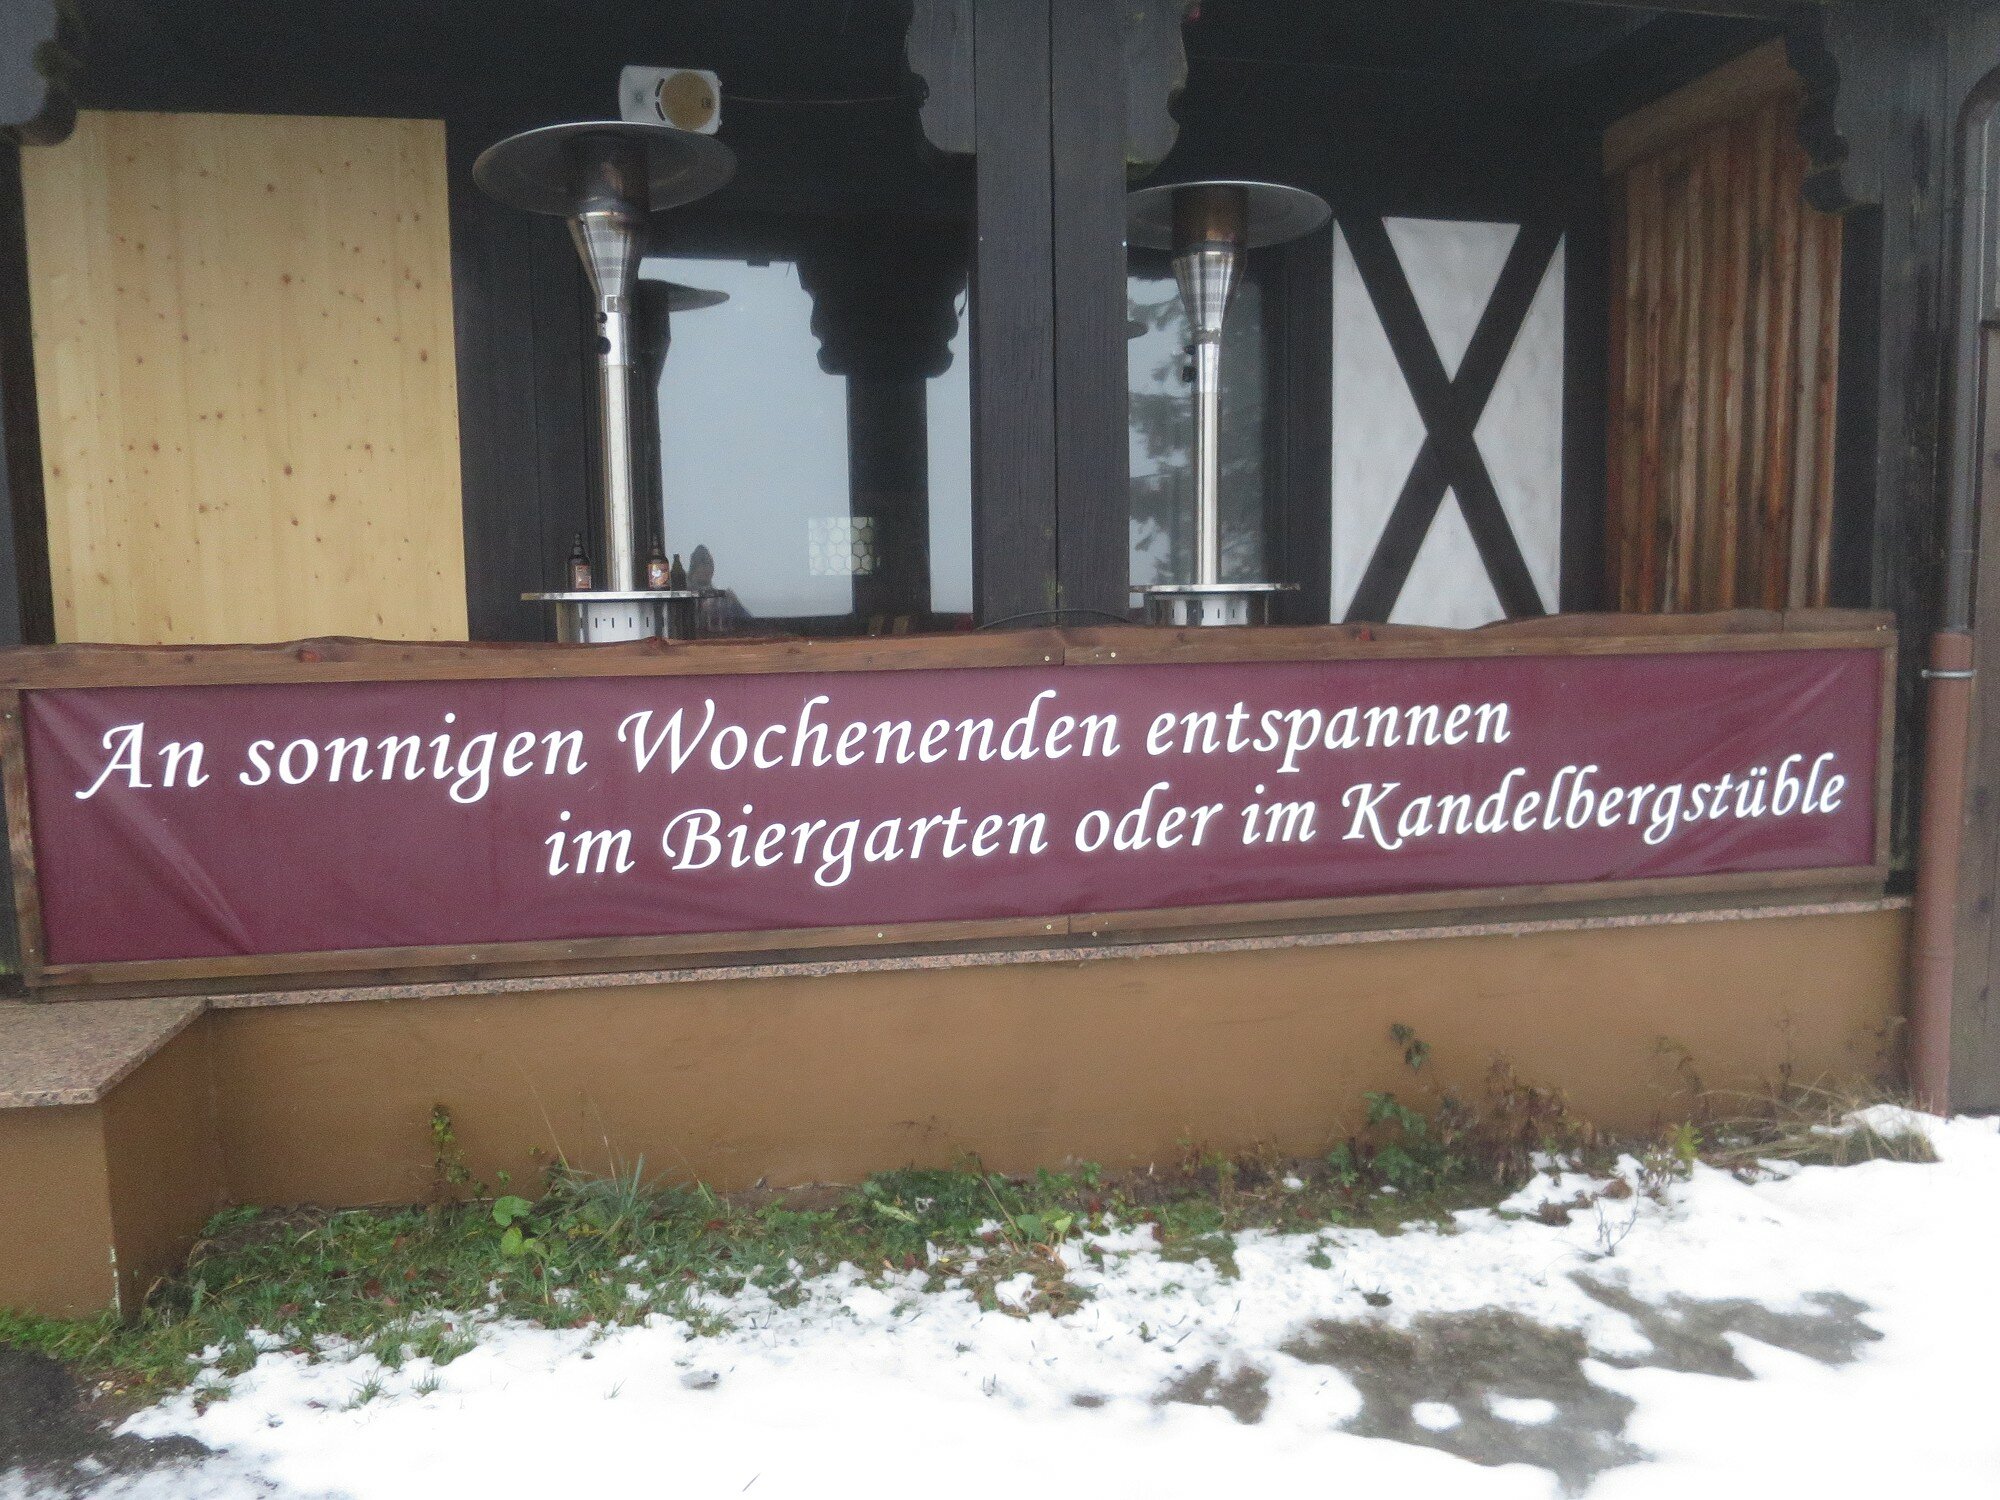 An sonnigen Wochenenden entspannen
im Biergarten oder im Kandelbergstüble